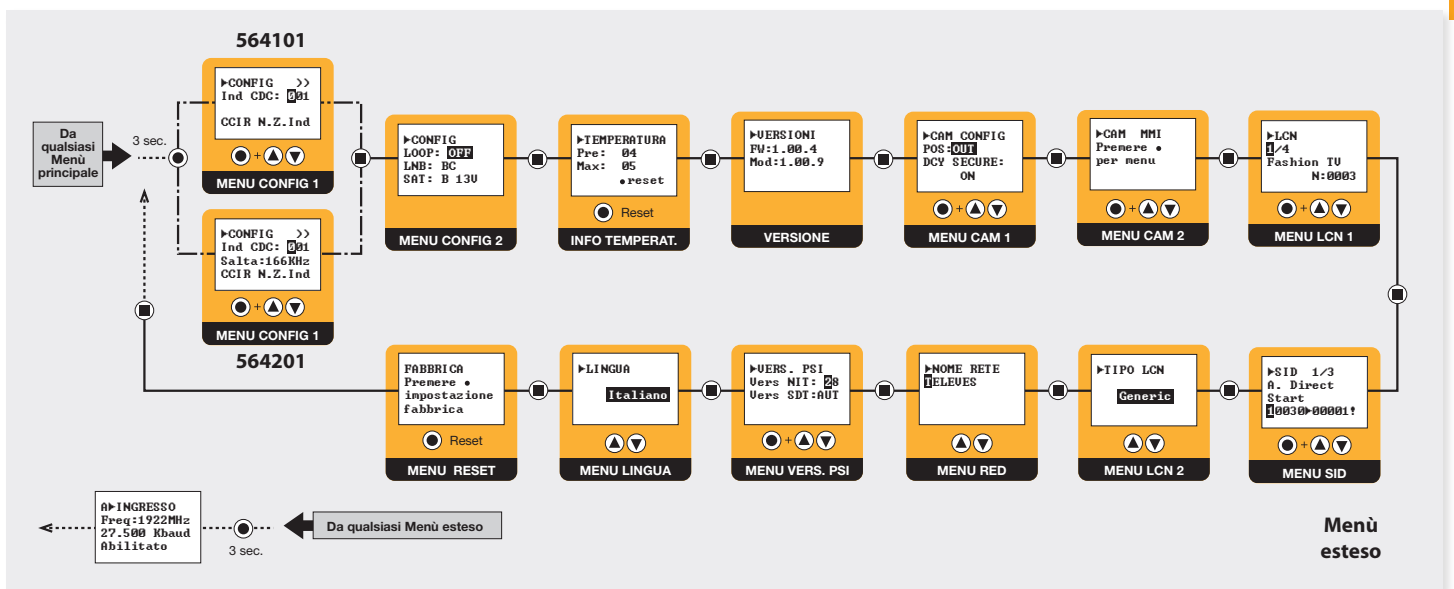 564101
▶CONFIG >>
Ind CDC: 001
CCIR N.Z.Ind
MENU CONFIG 1
Da
qualsiasi
Menù
principale
3 sec.
▶CONFIG >>
Ind CDC: 001
Salta:166KHz
CCIR N.Z.Ind
MENU CONFIG 1
564201
▶CONFIG
LOOP: OFF
LNB: BC
SAT: B 13V
MENU CONFIG 2
▶TEMPERATURA
Pre: 04
Max: 05
●reset
Reset
INFO TEMPERAT.
▶VERSIONI
FW:1.00.4
Mod:1.00.9
VERSIONE
▶CAM CONFIG
POS:OUT
DCY SECURE:
ON
MENU CAM 1
▶CAM MMI
Premere ●
per menu
MENU CAM 2
▶LCN
1/4
Fashion TV
N:0003
MENU LCN 1
FABBRICA
Premere ●
impostazione
fabbrica
Reset
MENU RESET
▶LINGUA
Italiano
MENU LINGUA
▶VERS. PSI
Vers NIT: 28
Vers SDT:AUT
MENU VERS. PSI
▶NOME RETE
TELEVES
MENU RED
▶TIPO LCN
Generic
MENU LCN 2
▶SID 1/3
A. Direct
Start
10030▶00001!
MENU SID
A▶INGRESSO
Freq:1922MHz
27.500 Kbaud
Abilitato
3 sec.
Da qualsiasi Menù esteso
Menù
esteso